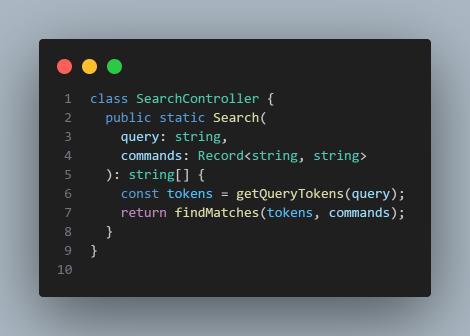 1 class SearchController {
2   public static Search(
3     query: string,
4     commands: Record<string, string>
5   ): string[] {
6     const tokens = getQueryTokens(query);
7     return findMatches(tokens, commands);
8   }
9 }
10